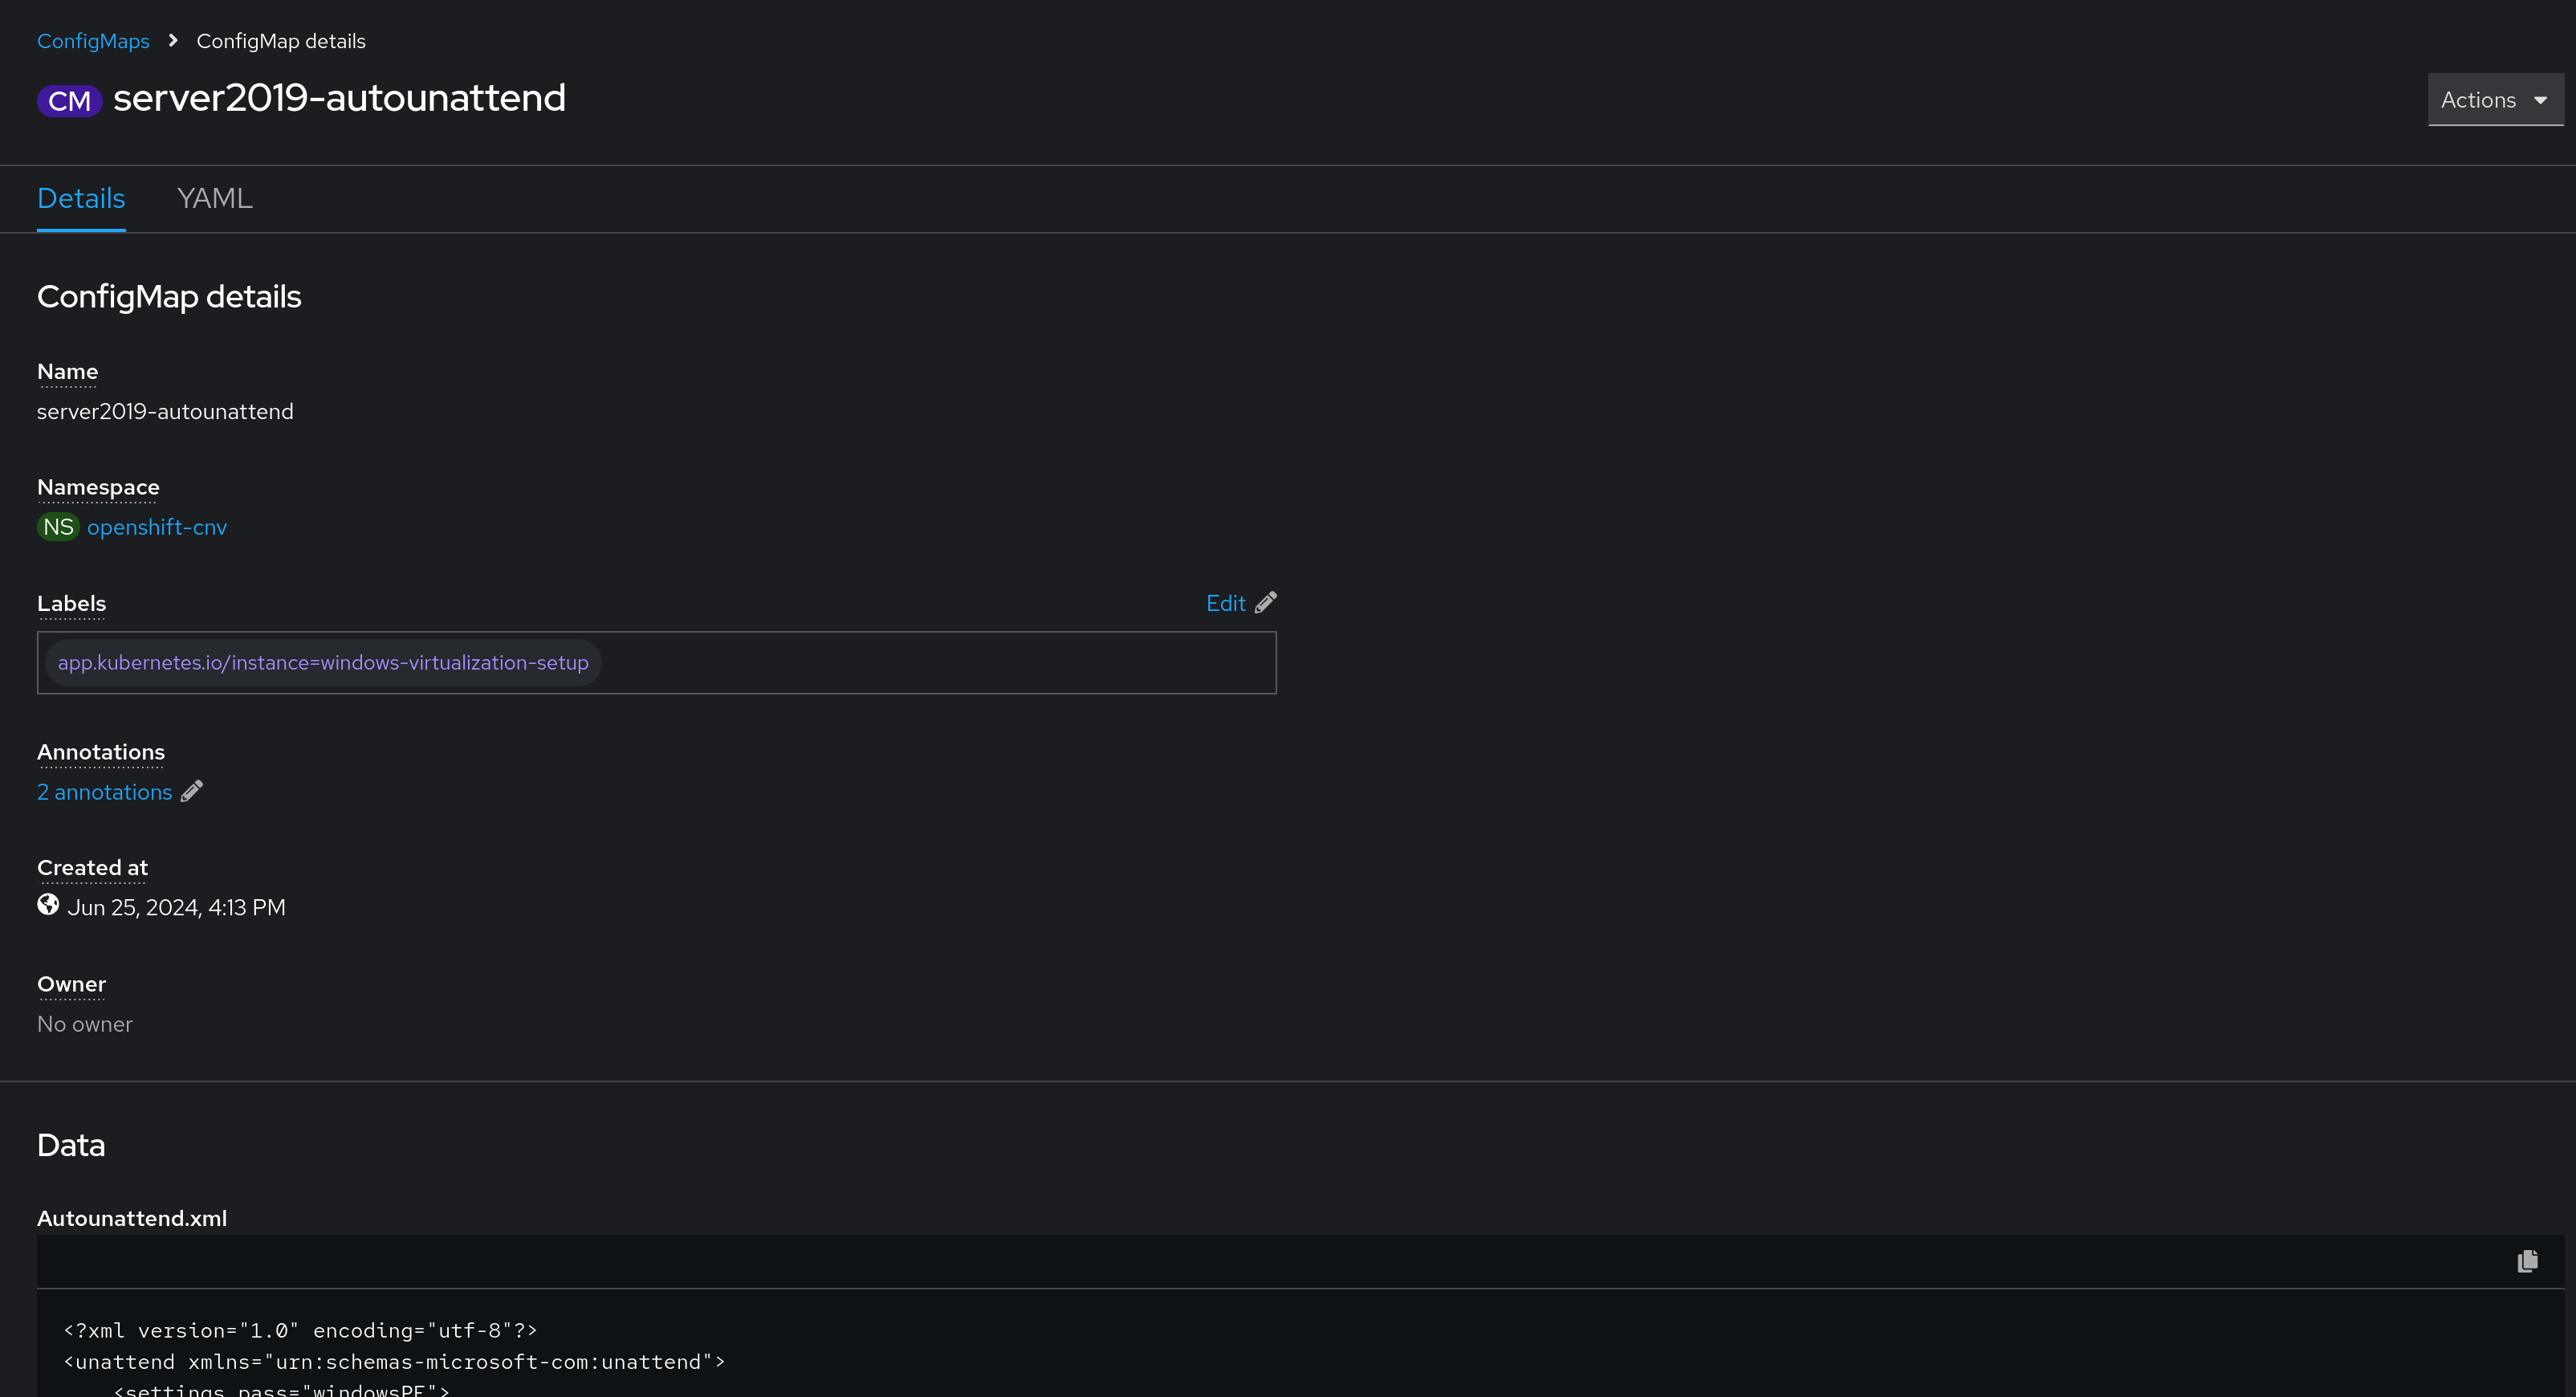 ConfigMaps > ConfigMap details
CM server2019-autounattend
Actions
Details YAML
ConfigMap details
Name
server2019-autounattend
Namespace
NS openshift-cnv
Labels Edit
app.kubernetes.io/instance=windows-virtualization-setup
Annotations
2 annotations
Created at
Jun 25, 2024, 4:13 PM
Owner
No owner
Data
Autounattend.xml
<?xml version="1.0" encoding="utf-8"?>
<unattend xmlns="urn:schemas-microsoft-com:unattend">
<settings pass="windowsPE">